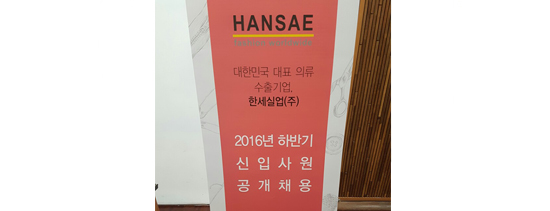 HANSAE
대한민국 대표 의류
수출기업,
한세실업(주)
2016년 하반기
신입사원
공개채용